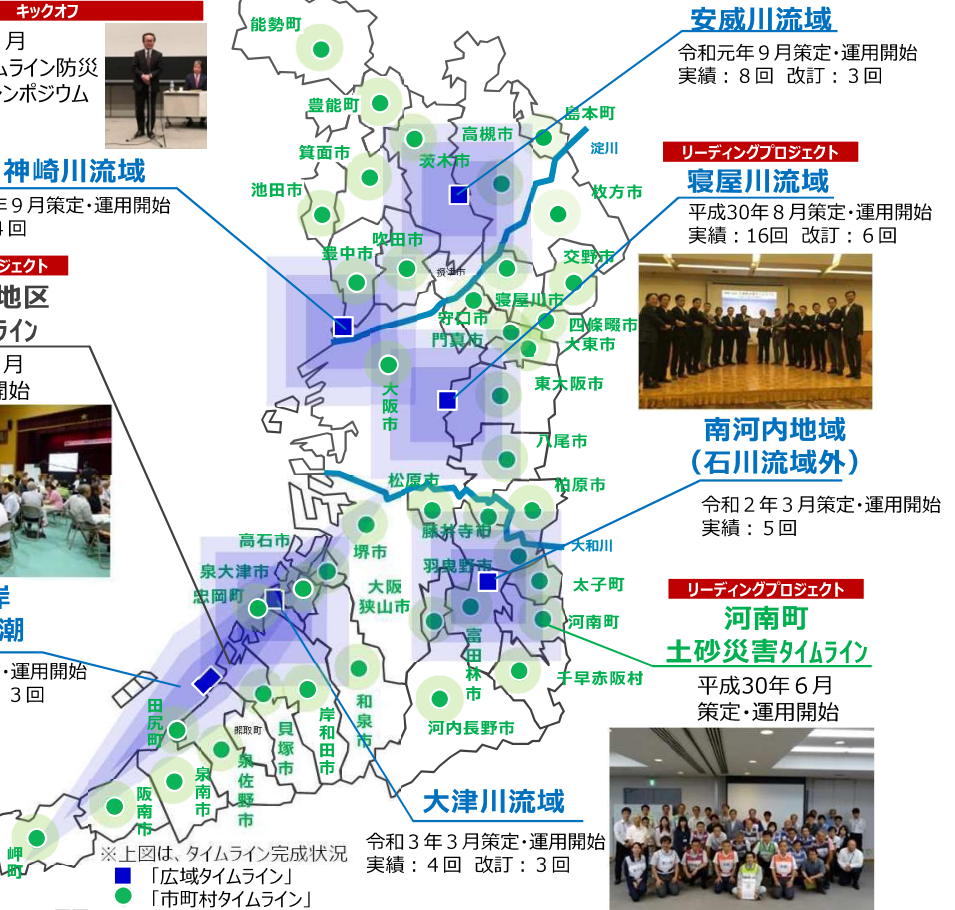 キックオフ
月
ムライン防災
シンポジウム
神崎川流域
年９月策定・運用開始
４回
ジェクト
地区
ライン
月
開始
岸
潮
・運用開始
３回
安威川流域
令和元年９月策定・運用開始
実績：８回 改訂：３回
リーディングプロジェクト
寝屋川流域
平成30年８月策定・運用開始
実績：16回 改訂：６回
南河内地域
（石川流域外）
令和２年３月策定・運用開始
実績：５回
リーディングプロジェクト
河南町
土砂災害タイムライン
平成30年６月
策定・運用開始
大津川流域
令和３年３月策定・運用開始
実績：４回 改訂：３回
能勢町
豊能町
島本町
高槻市
淀川
箕面市
茨木市
池田市
枚方市
吹田市
豊中市
交野市
摂津市
寝屋川市
守口市
四條畷市
門真市
大東市
大阪市
東大阪市
八尾市
松原市
柏原市
藤井寺市
高石市
堺市
大和川
泉大津市
羽曳野市
忠岡町
大阪
狭山市
太子町
河南町
富田林市
千早赤阪村
和泉市
河内長野市
田尻町
熊取町
貝塚市
岸和田市
泉佐野市
泉南市
阪南市
岬町
※上図は、タイムライン完成状況
「広域タイムライン」
「市町村タイムライン」